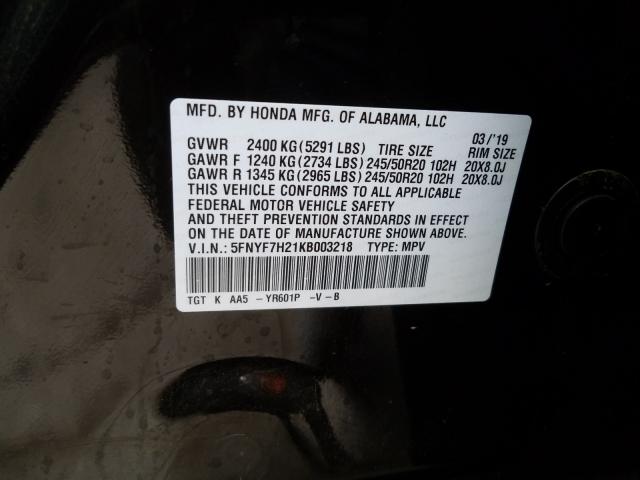 MFD. BY HONDA MFG. OF ALABAMA, LLC 03/'19
GVWR 2400 KG (5291 LBS) TIRE SIZE RIM SIZE
GAWR F 1240 KG (2734 LBS) 245/50R20 102H 20X8.0J
GAWR R 1345 KG (2965 LBS) 245/50R20 102H 20X8.0J
THIS VEHICLE CONFORMS TO ALL APPLICABLE
FEDERAL MOTOR VEHICLE SAFETY
AND THEFT PREVENTION STANDARDS IN EFFECT
ON THE DATE OF MANUFACTURE SHOWN ABOVE.
V.I.N.: 5FNYF7H21KB003218 TYPE: MPV
TGT K AA5 -YR601P -V-B